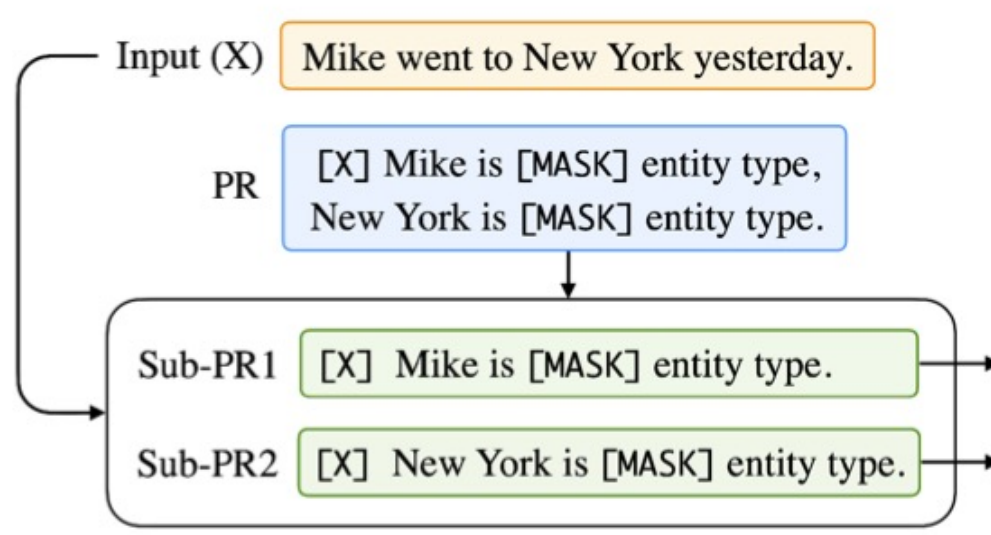 Input (X) Mike went to New York yesterday.
PR
[X] Mike is [MASK] entity type,
New York is [MASK] entity type.
Sub-PR1 [X] Mike is [MASK] entity type.
Sub-PR2 [X] New York is [MASK] entity type.